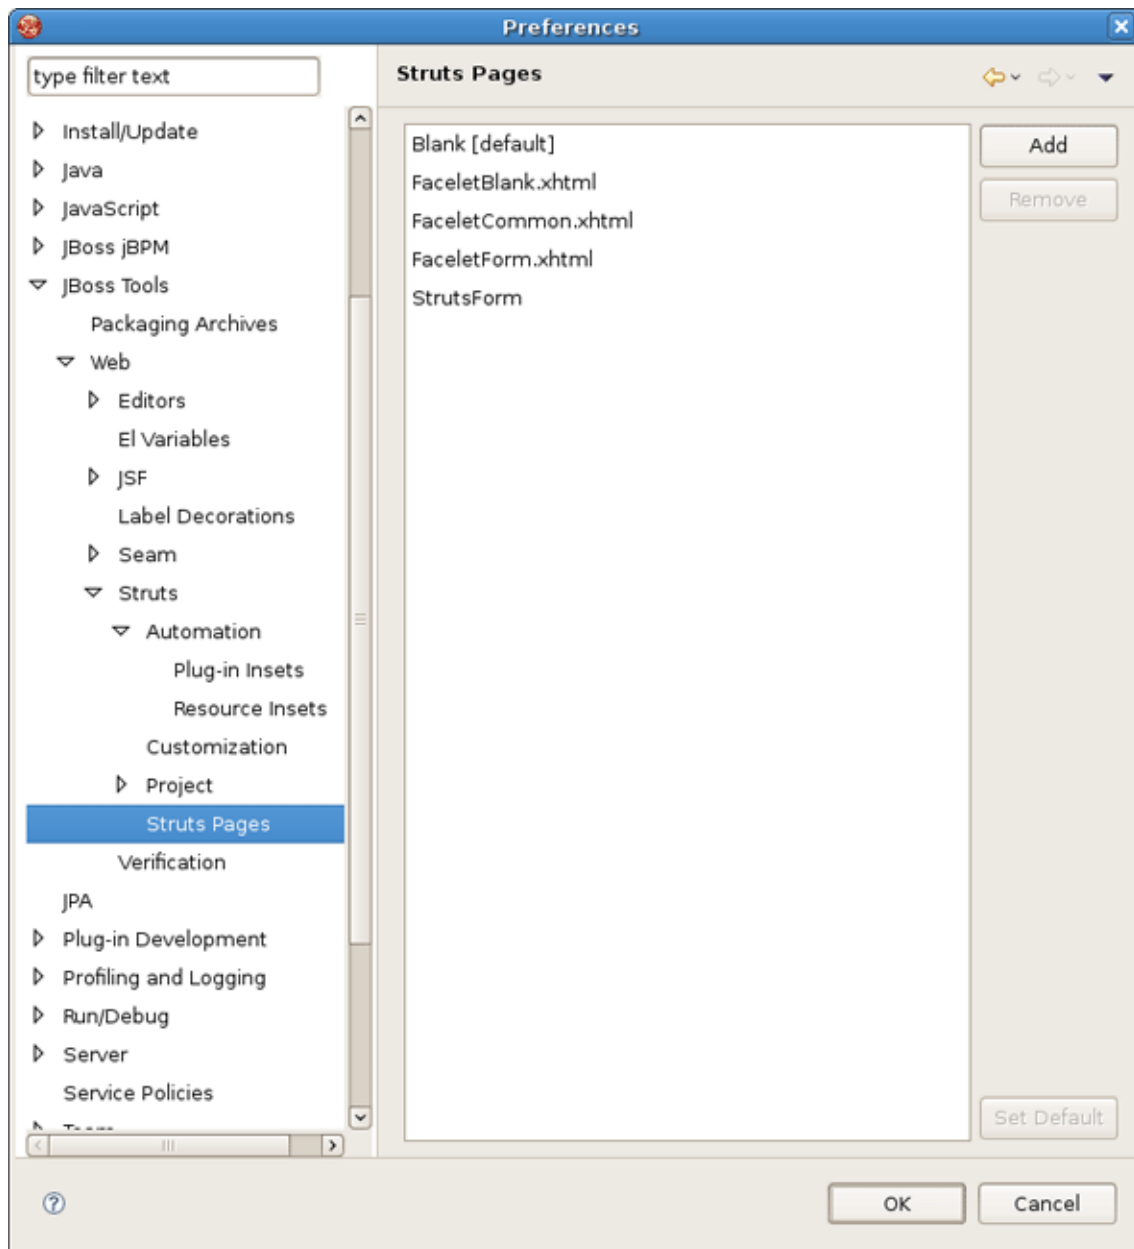 Preferences
type filter text
Install/Update
Java
JavaScript
JBoss jBPM
JBoss Tools
Packaging Archives
Web
Editors
El Variables
JSF
Label Decorations
Seam
Struts
Automation
Plug-in Insets
Resource Insets
Customization
Project
Struts Pages
Verification
JPA
Plug-in Development
Profiling and Logging
Run/Debug
Server
Service Policies
Struts Pages
Blank [default]
FaceletBlank.xhtml
FaceletCommon.xhtml
FaceletForm.xhtml
StrutsForm
Add
Remove
Set Default
OK
Cancel